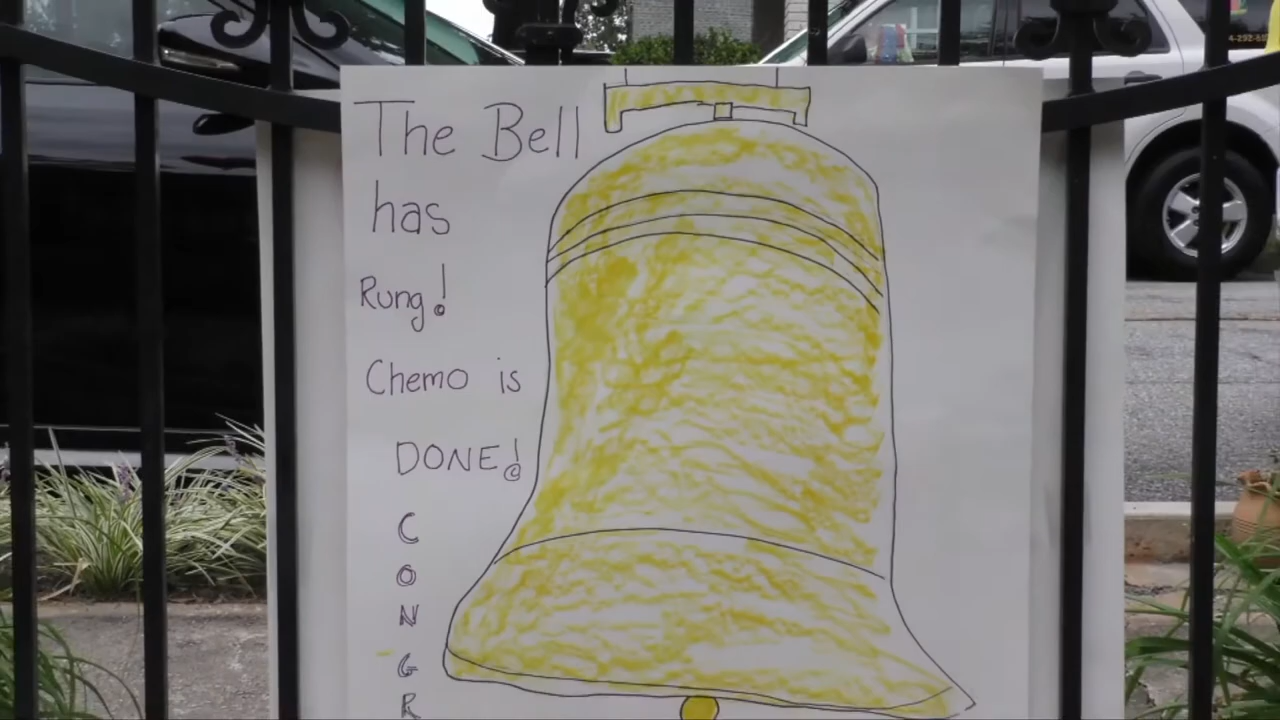 The Bell
has
Rung!
Chemo is
DONE!
C
O
N
G
R